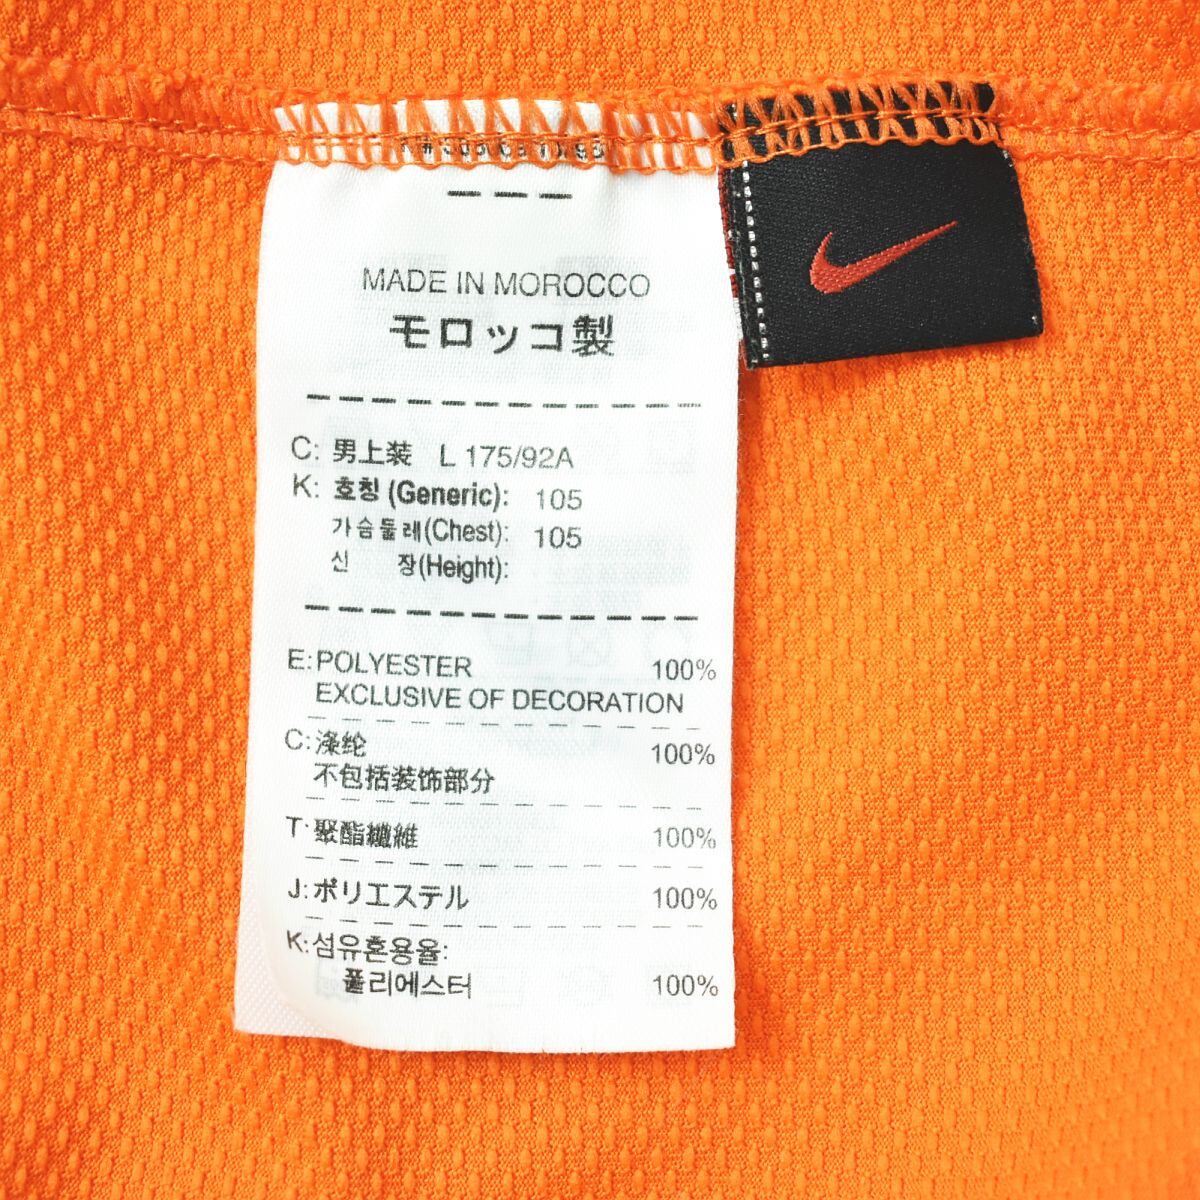 MADE IN MOROCCO
モロッコ製
C: 男上装 L 175/92A
K: 호칭 (Generic): 105
가슴둘레(Chest): 105
신 장(Height):
E: POLYESTER 100%
EXCLUSIVE OF DECORATION
C: 涤纶 100%
不包括装饰部分
T: 聚酯纖維 100%
J: ポリエステル 100%
K: 섬유혼용율:
폴리에스터 100%